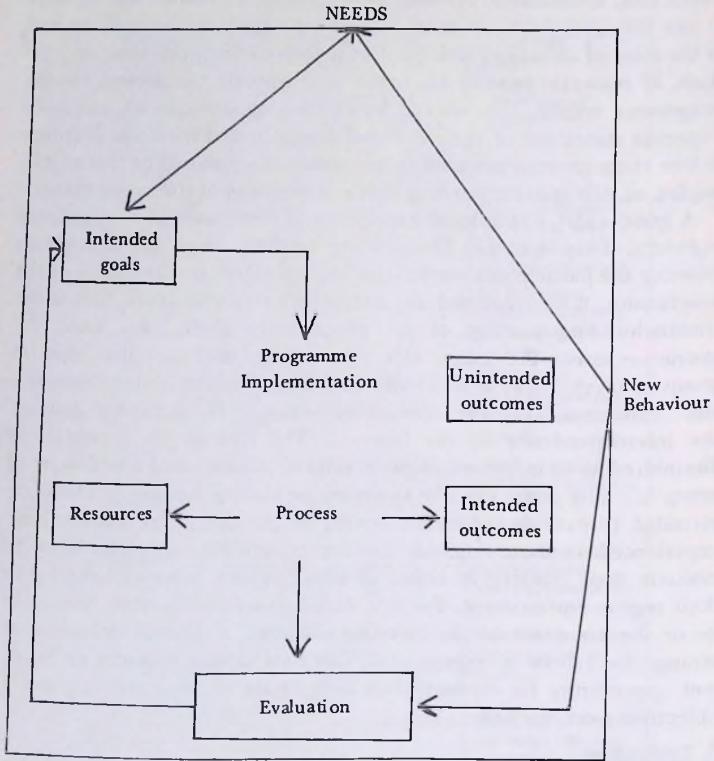 NEEDS
Intended
goals
Programme
Implementation
Unintended
outcomes
New
Behaviour
Resources
Process
Intended
outcomes
Evaluation